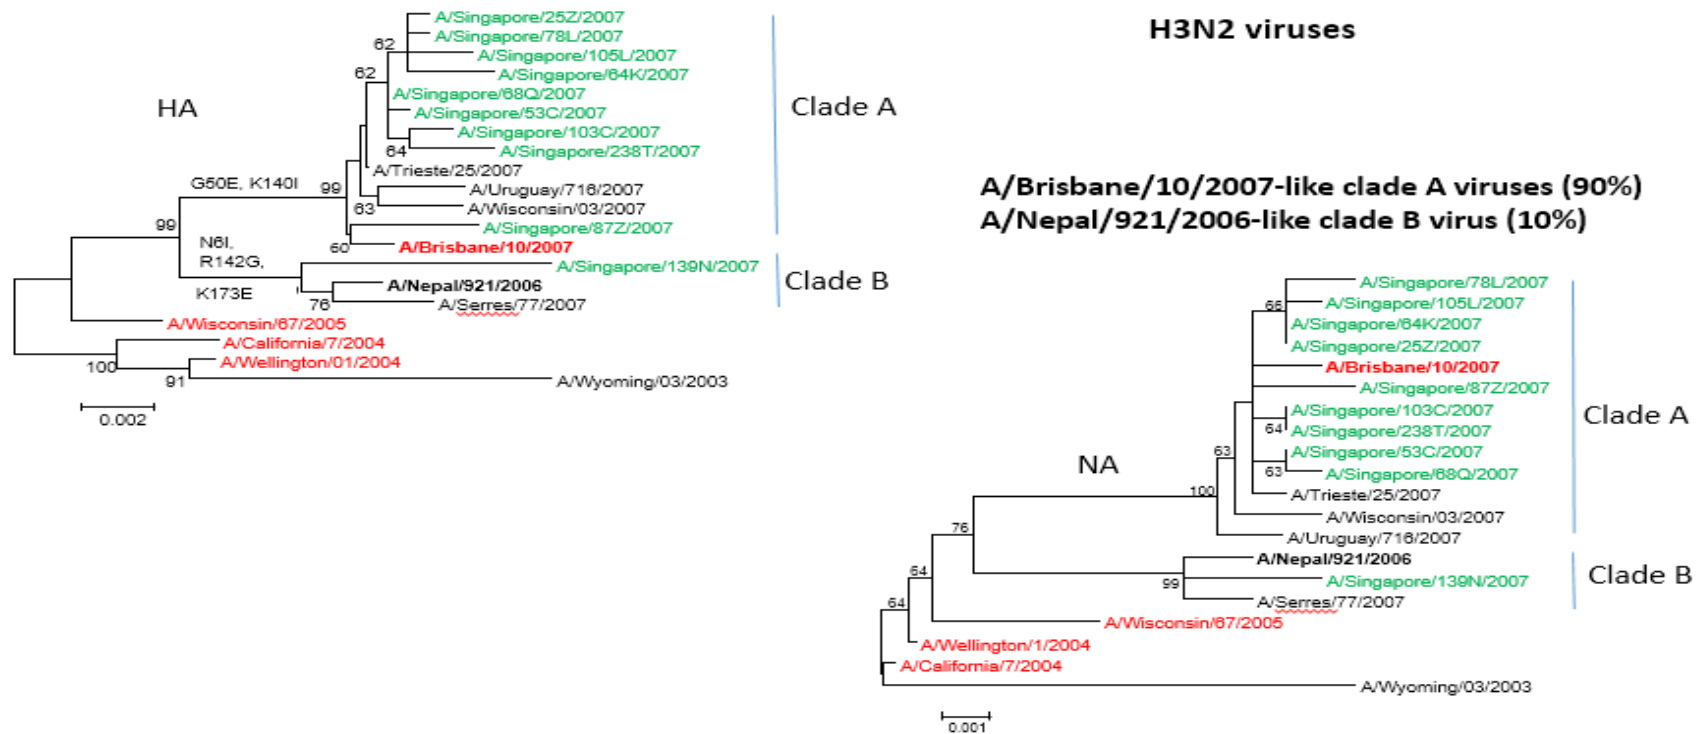 H3N2 viruses
HA
A/Singapore/25Z/2007
A/Singapore/78L/2007
A/Singapore/105L/2007
A/Singapore/64K/2007
A/Singapore/68Q/2007
A/Singapore/53C/2007
A/Singapore/103C/2007
A/Singapore/238T/2007
A/Trieste/25/2007
A/Uruguay/716/2007
A/Wisconsin/03/2007
A/Singapore/87Z/2007
A/Brisbane/10/2007
A/Singapore/139N/2007
A/Nepal/921/2006
A/Serres/77/2007
A/Wisconsin/67/2005
A/California/7/2004
A/Wellington/01/2004
A/Wyoming/03/2003
62
62
64
99
63
60
99
76
100
91
G50E, K140I
N6I,
R142G,
K173E
Clade A
Clade B
0.002
A/Brisbane/10/2007-like clade A viruses (90%)
A/Nepal/921/2006-like clade B virus (10%)
NA
A/Singapore/78L/2007
A/Singapore/105L/2007
A/Singapore/64K/2007
A/Singapore/25Z/2007
A/Brisbane/10/2007
A/Singapore/87Z/2007
A/Singapore/103C/2007
A/Singapore/238T/2007
A/Singapore/53C/2007
A/Singapore/68Q/2007
A/Trieste/25/2007
A/Wisconsin/03/2007
A/Uruguay/716/2007
A/Nepal/921/2006
A/Singapore/139N/2007
A/Serres/77/2007
A/Wisconsin/67/2005
A/Wellington/1/2004
A/California/7/2004
A/Wyoming/03/2003
66
64
63
63
100
76
99
64
64
Clade A
Clade B
0.001